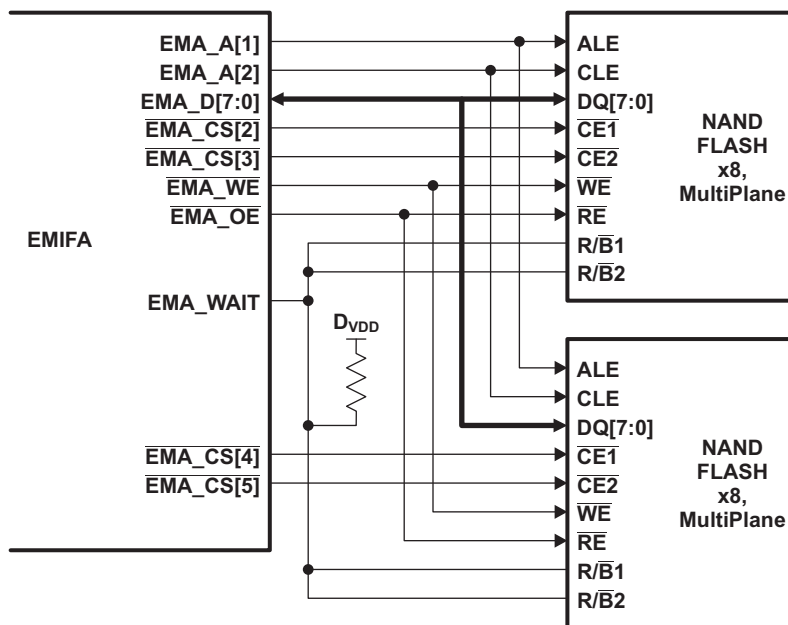 EMIFA
EMA_A[1]
EMA_A[2]
EMA_D[7:0]
EMA_CS[2]
EMA_CS[3]
EMA_WE
EMA_OE
EMA_WAIT
EMA_CS[4]
EMA_CS[5]
DVDD
ALE
CLE
DQ[7:0]
CE1
CE2
WE
RE
R/B1
R/B2
NAND
FLASH
x8,
MultiPlane
ALE
CLE
DQ[7:0]
CE1
CE2
WE
RE
R/B1
R/B2
NAND
FLASH
x8,
MultiPlane